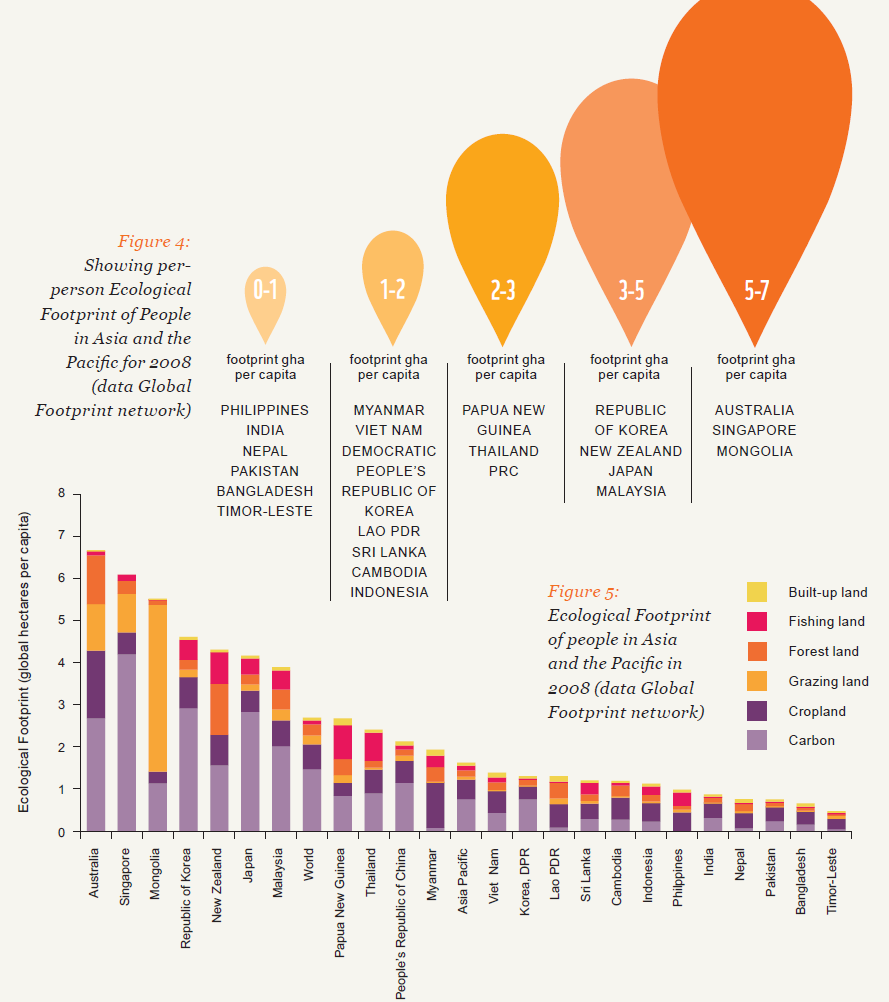 Figure 4:
Showing per-
person Ecological
Footprint of People
in Asia and the
Pacific for 2008
(data Global
Footprint network)
0-1
footprint gha
per capita
PHILIPPINES
INDIA
NEPAL
PAKISTAN
BANGLADESH
TIMOR-LESTE
1-2
footprint gha
per capita
MYANMAR
VIET NAM
DEMOCRATIC
PEOPLE'S
REPUBLIC OF
KOREA
LAO PDR
SRI LANKA
CAMBODIA
INDONESIA
2-3
footprint gha
per capita
PAPUA NEW
GUINEA
THAILAND
PRC
3-5
footprint gha
per capita
REPUBLIC
OF KOREA
NEW ZEALAND
JAPAN
MALAYSIA
5-7
footprint gha
per capita
AUSTRALIA
SINGAPORE
MONGOLIA
Figure 5:
Ecological Footprint
of people in Asia
and the Pacific in
2008 (data Global
Footprint network)
Built-up land
Fishing land
Forest land
Grazing land
Cropland
Carbon
Ecological Footprint (global hectares per capita)
8
7
6
5
4
3
2
1
0
Australia
Singapore
Mongolia
Republic of Korea
New Zealand
Japan
Malaysia
World
Papua New Guinea
Thailand
People's Republic of China
Myanmar
Asia Pacific
Viet Nam
Korea, DPR
Lao PDR
Sri Lanka
Cambodia
Indonesia
Philppines
India
Nepal
Pakistan
Bangladesh
Timor-Leste